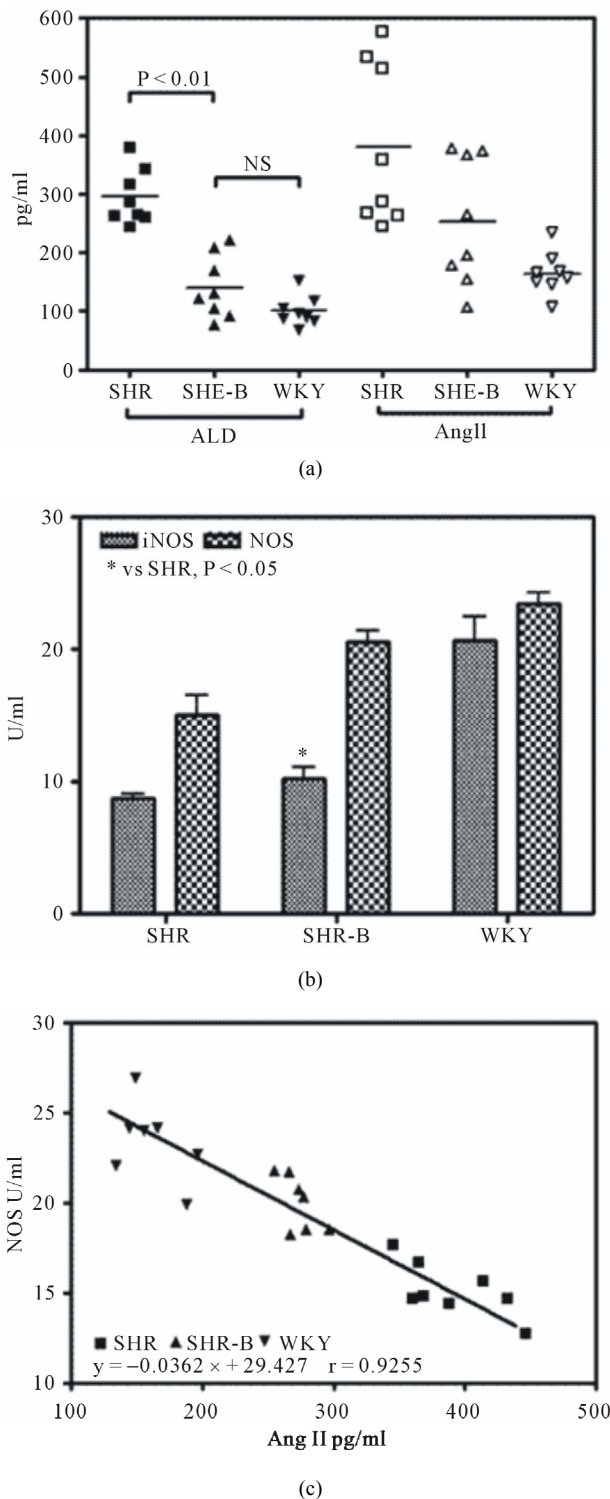 600
P < 0.01
500
400
NS
pg/ml
300
200
100
0
SHR SHE-B WKY SHR SHE-B WKY
ALD AngII
(a)
30
iNOS NOS
* vs SHR, P < 0.05
20
U/ml
*
10
0
SHR SHR-B WKY
(b)
30
25
NOS U/ml
20
15
SHR SHR-B WKY
y = −0.0362 × + 29.427 r = 0.9255
10
100 200 300 400 500
Ang II pg/ml
(c)